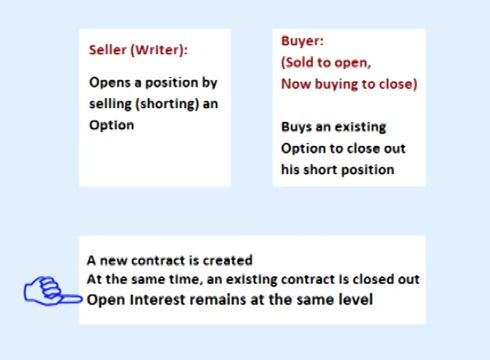 Seller (Writer):
Opens a position by
selling (shorting) an
Option
Buyer:
(Sold to open,
Now buying to close)
Buys an existing
Option to close out
his short position
A new contract is created
At the same time, an existing contract is closed out
Open Interest remains at the same level